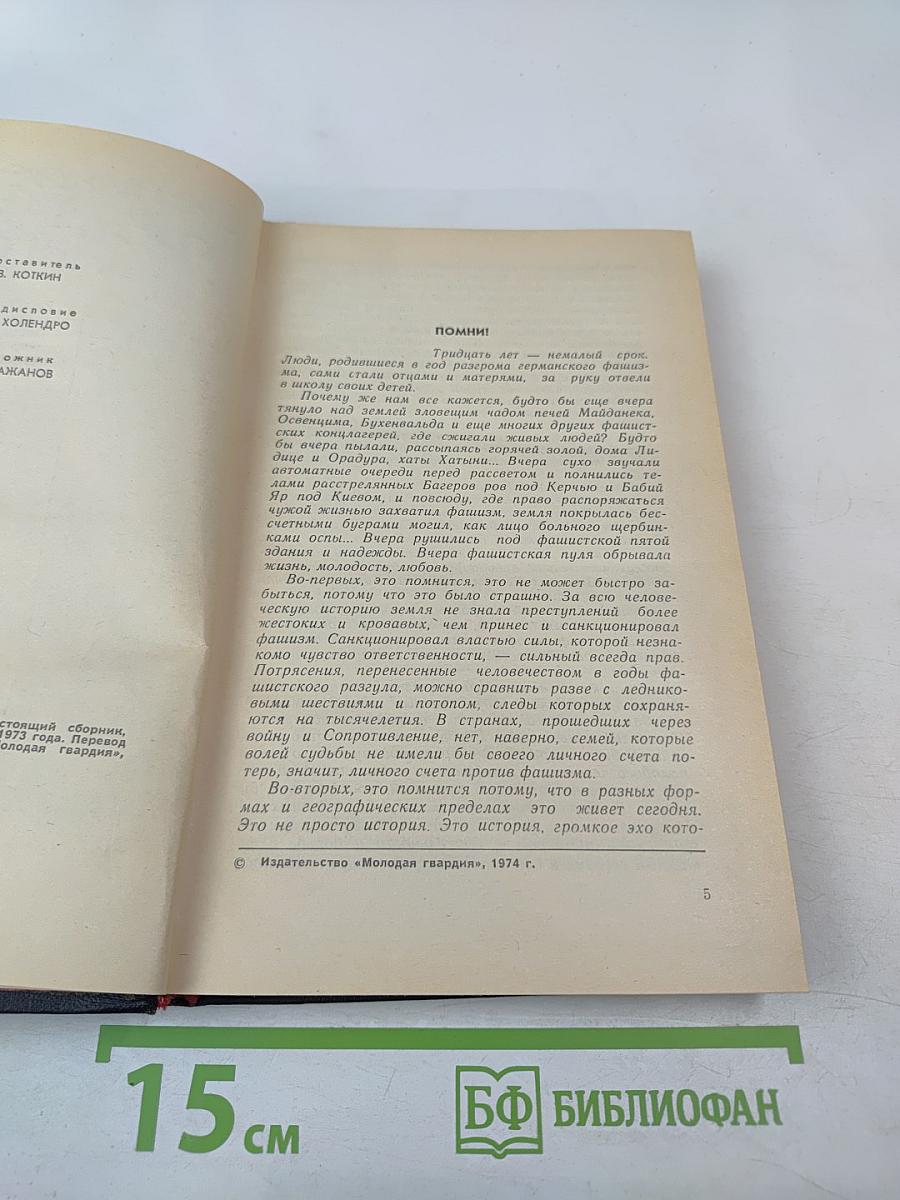 оставитель
В. КОТКИН
дисловие
ХОЛЕНДРО
ожник
АЖАНОВ
стоящий сборник,
1973 года. Перевод
олодая гвардия»,
ПОМНИ!
Тридцать лет — немалый срок.
Люди, родившиеся в год разгрома германского фашиз-
ма, сами стали отцами и матерями, за руку отвели
в школу своих детей.
Почему же нам все кажется, будто бы еще вчера
тянуло над землей зловещим чадом печей Майданека,
Освенцима, Бухенвальда и еще многих других фашист-
ских концлагерей, где сжигали живых людей? Будто
бы вчера пылали, рассыпаясь горячей золой, дома Ли-
дице и Орадура, хаты Хатыни... Вчера сухо звучали
автоматные очереди перед рассветом и полнились те-
лами расстрелянных Багеров ров под Керчью и Бабий
Яр под Киевом, и повсюду, где право распоряжаться
чужой жизнью захватил фашизм, земля покрылась бес-
счетными буграми могил, как лицо больного щербин-
ками оспы... Вчера рушились под фашистской пятой
здания и надежды. Вчера фашистская пуля обрывала
жизнь, молодость, любовь.
Во-первых, это помнится, это не может быстро за-
быться, потому что это было страшно. За всю челове-
ческую историю земля не знала преступлений более
жестоких и кровавых, чем принес и санкционировал
фашизм. Санкционировал властью силы, которой незна-
комо чувство ответственности, — сильный всегда прав.
Потрясения, перенесенные человечеством в годы фа-
шистского разгула, можно сравнить разве с леднико-
выми шествиями и потопом, следы которых сохраня-
ются на тысячелетия. В странах, прошедших через
войну и Сопротивление, нет, наверно, семей, которые
волей судьбы не имели бы своего личного счета по-
терь, значит, личного счета против фашизма.
Во-вторых, это помнится потому, что в разных фор-
мах и географических пределах это живет сегодня.
Это не просто история. Это история, громкое эхо кото-
© Издательство «Молодая гвардия», 1974 г.
5
15 см
БФ БИБЛИОФАН